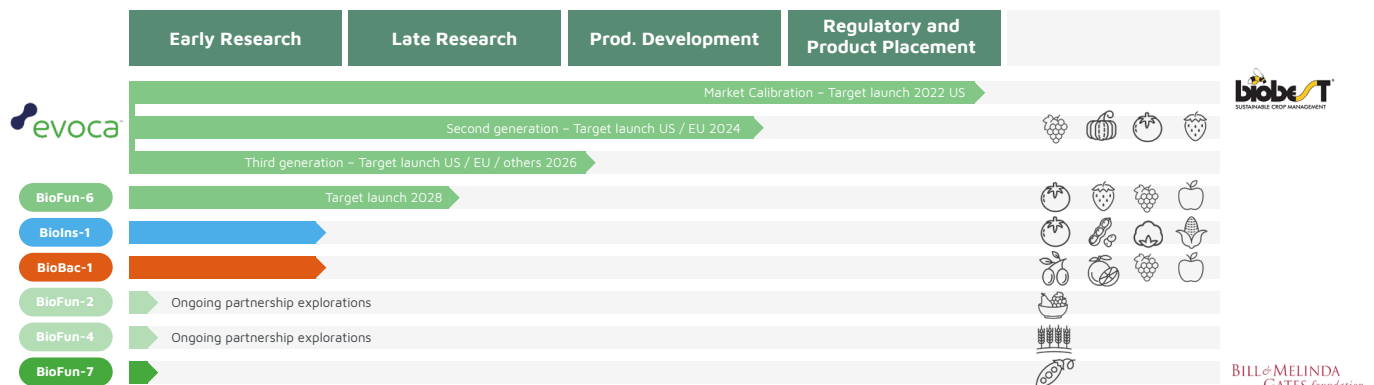 Early Research
Late Research
Prod. Development
Regulatory and
Product Placement
Market Calibration – Target launch 2022 US
biobest
SUSTAINABLE CROP MANAGEMENT
evoca
Second generation – Target launch US / EU 2024
Third generation – Target launch US / EU / others 2026
BioFun-6
Target launch 2028
BioIns-1
BioBac-1
BioFun-2
Ongoing partnership explorations
BioFun-4
Ongoing partnership explorations
BioFun-7
BILL & MELINDA
GATES foundation